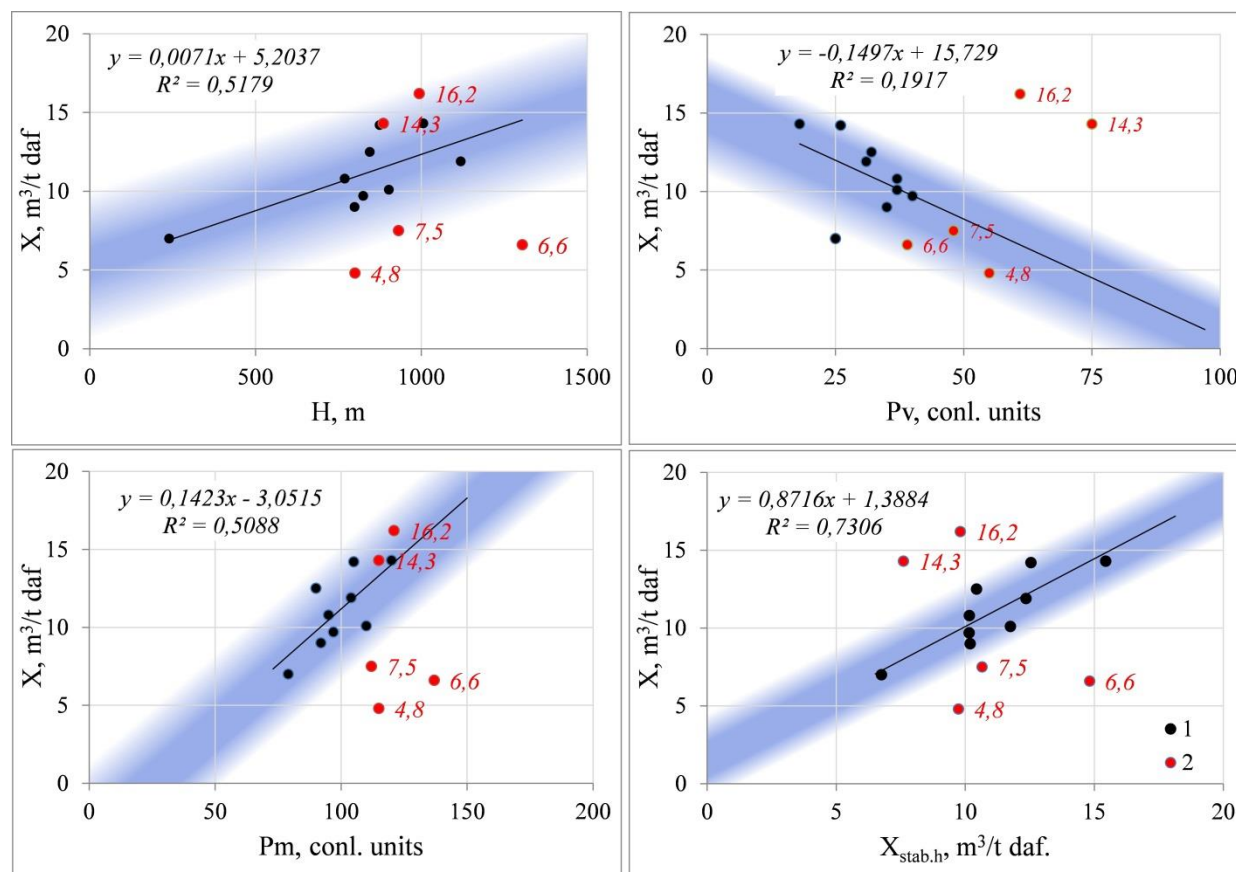 y = 0,0071x + 5,2037
R² = 0,5179
X, m³/t daf
20
15
10
5
0
16,2
14,3
7,5
6,6
4,8
0 500 1000 1500
H, m
y = -0,1497x + 15,729
R² = 0,1917
X, m³/t daf
20
15
10
5
0
16,2
14,3
7,5
6,6
4,8
0 25 50 75 100
Pv, conl. units
y = 0,1423x - 3,0515
R² = 0,5088
X, m³/t daf
20
15
10
5
0
16,2
14,3
7,5
6,6
4,8
0 50 100 150 200
Pm, conl. units
y = 0,8716x + 1,3884
R² = 0,7306
X, m³/t daf
20
15
10
5
0
16,2
14,3
7,5
6,6
4,8
1
2
0 5 10 15 20
Xstab.h, m³/t daf.